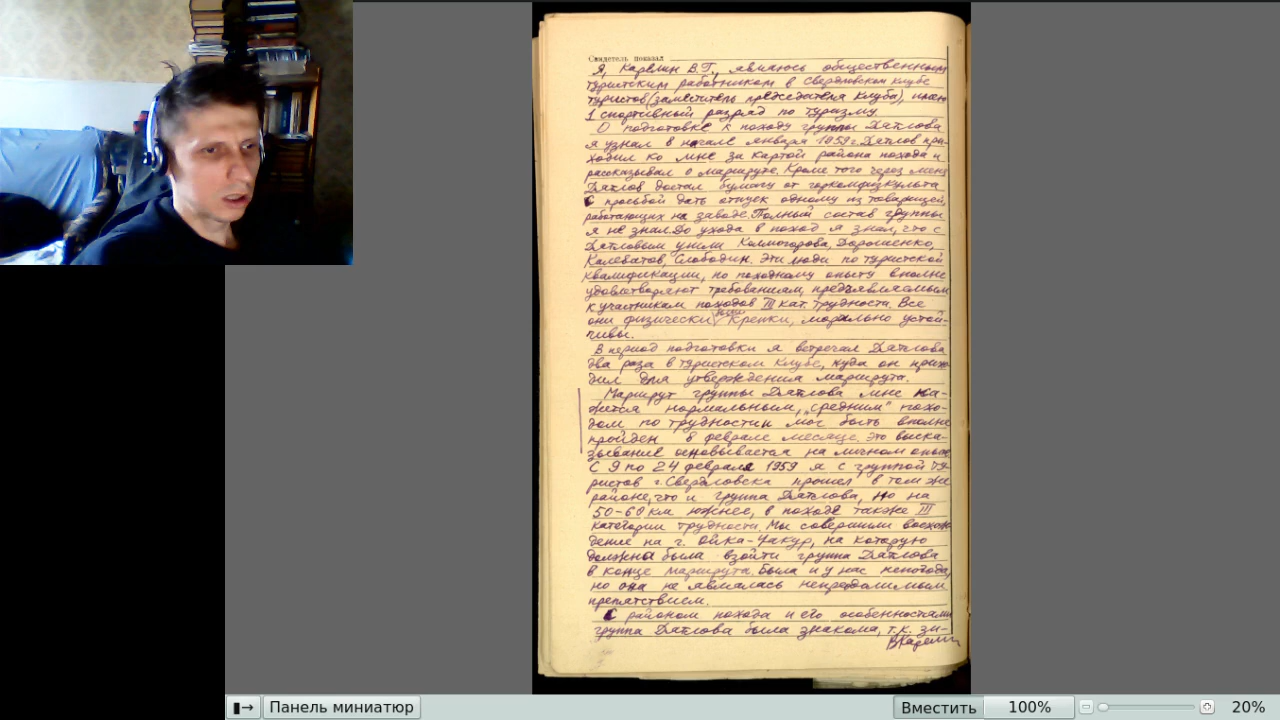 Свидетель показал
Я, Карелин В.Г., являюсь общественным
туристским работником в Свердловском клубе
туристов (заместитель председателя клуба), имею
1 спортивный разряд по туризму.
О подготовке к походу группы Дятлова
я узнал в начале января 1959 г. Дятлов при-
ходил ко мне за картой района похода и
рассказывал о маршруте. Кроме того через меня
Дятлов достал бумагу от горкомфизкульта
с просьбой дать отпуск одному из товарищей,
работающих на заводе. Полный состав группы
я не знал. До ухода в поход я знал, что с
Дятловым ушли Колмогорова, Дорошенко,
Колеватов, Слободин. Эти люди по туристской
квалификации, по походному опыту вполне
удовлетворяют требованиям, предъявляемым
к участникам походов III кат. трудности. Все
они физически крепки, морально устой-
чивы.
В период подготовки я встречал Дятлова
два раза в туристском клубе, куда он прихо-
дил для утверждения маршрута.
Маршрут группы Дятлова мне ка-
жется нормальным, "средним" похо-
дом по трудности и мог быть вполне
пройден в феврале месяце. Это выска-
зывание основывается на личном опыте
С 9 по 24 февраля 1959 я с группой ту-
ристов г. Свердловска прошел в том же
районе, что и группа Дятлова, но на
50-60 км южнее, в походе также III
категории трудности. Мы совершили восхож-
дение на г. Ойка-Чакур, на которую
должна была взойти группа Дятлова
в конце маршрута. Была и у нас непогода,
но она не являлась непреодолимым
препятствием.
С районом похода и его особенностями
группа Дятлова была знакома, т.к. зи-
ВКарелин
Панель миниатюр
Вместить
100%
20%